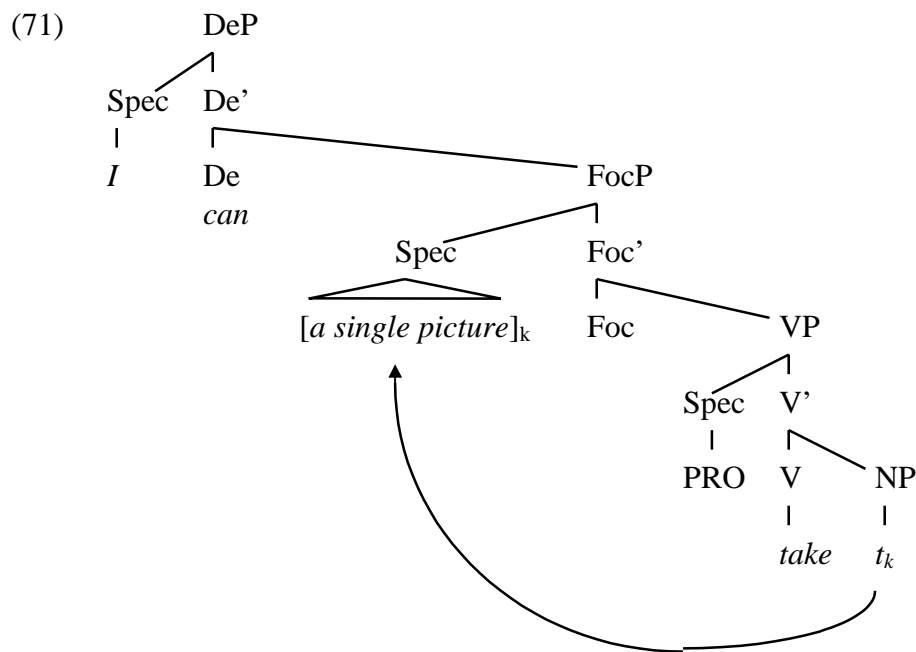 (71) DeP
Spec De’
I De FocP
can
Spec Foc’
[a single picture]k Foc VP
Spec V’
PRO V NP
take tk